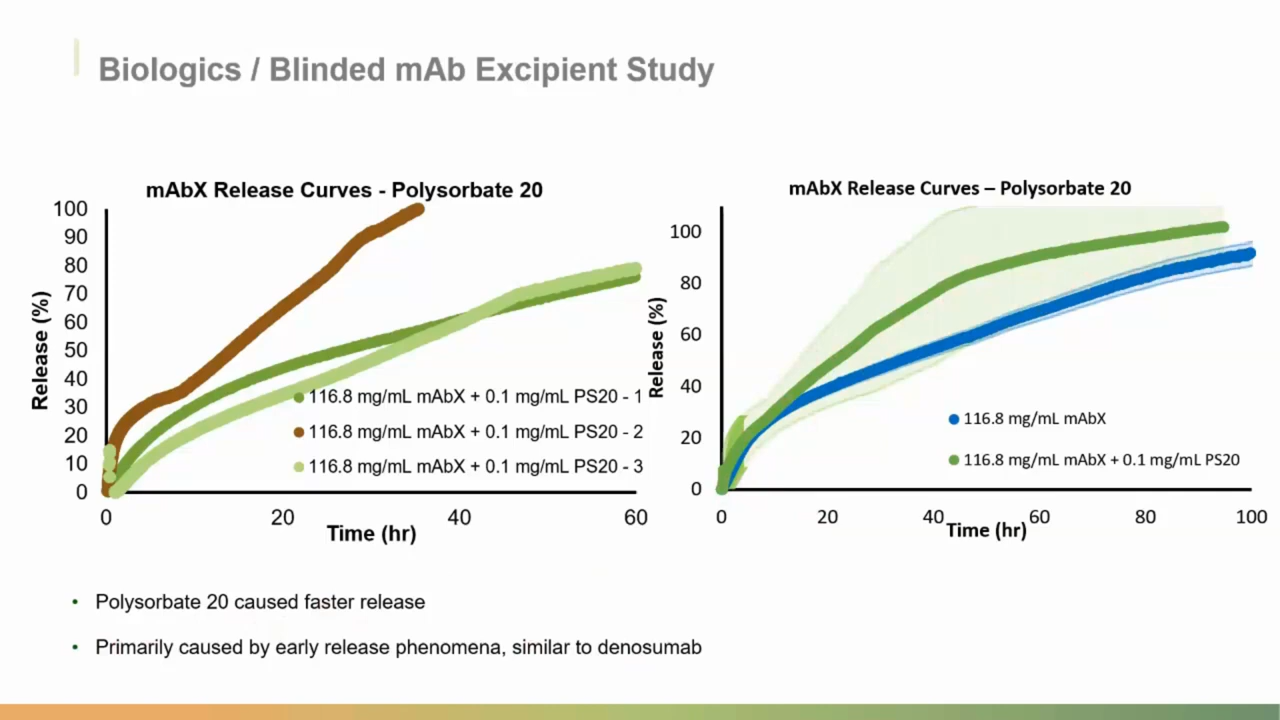 Biologics / Blinded mAb Excipient Study
mAbX Release Curves - Polysorbate 20
Release (%)
100
90
80
70
60
50
40
30
20
10
0
0 20 40 60
Time (hr)
116.8 mg/mL mAbX + 0.1 mg/mL PS20 - 1
116.8 mg/mL mAbX + 0.1 mg/mL PS20 - 2
116.8 mg/mL mAbX + 0.1 mg/mL PS20 - 3
mAbX Release Curves – Polysorbate 20
Release (%)
100
80
60
40
20
0
0 20 40 60 80 100
Time (hr)
116.8 mg/mL mAbX
116.8 mg/mL mAbX + 0.1 mg/mL PS20
• Polysorbate 20 caused faster release
• Primarily caused by early release phenomena, similar to denosumab